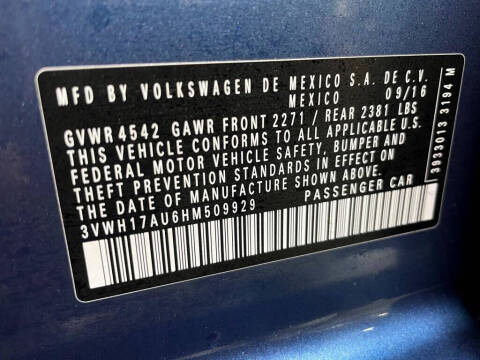 MFD BY VOLKSWAGEN DE MEXICO S.A. DE C.V.
MEXICO 09/16
GVWR 4542 GAWR FRONT 2271 / REAR 2381 LBS
THIS VEHICLE CONFORMS TO ALL APPLICABLE U.S.
FEDERAL MOTOR VEHICLE SAFETY, BUMPER AND
THEFT PREVENTION STANDARDS IN EFFECT ON
THE DATE OF MANUFACTURE SHOWN ABOVE.
3VWH17AU6HM509929 PASSENGER CAR
3933013 3194 M